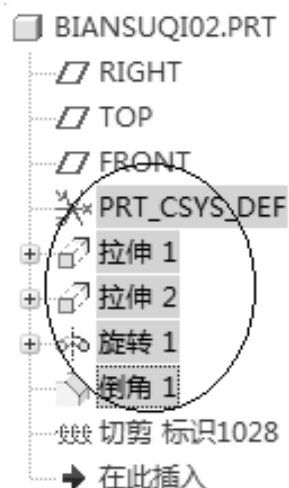 BIANSUQI02.PRT
RIGHT
TOP
FRONT
PRT_CSYS_DEF
拉伸 1
拉伸 2
旋转 1
倒角 1
切剪 标识1028
在此插入